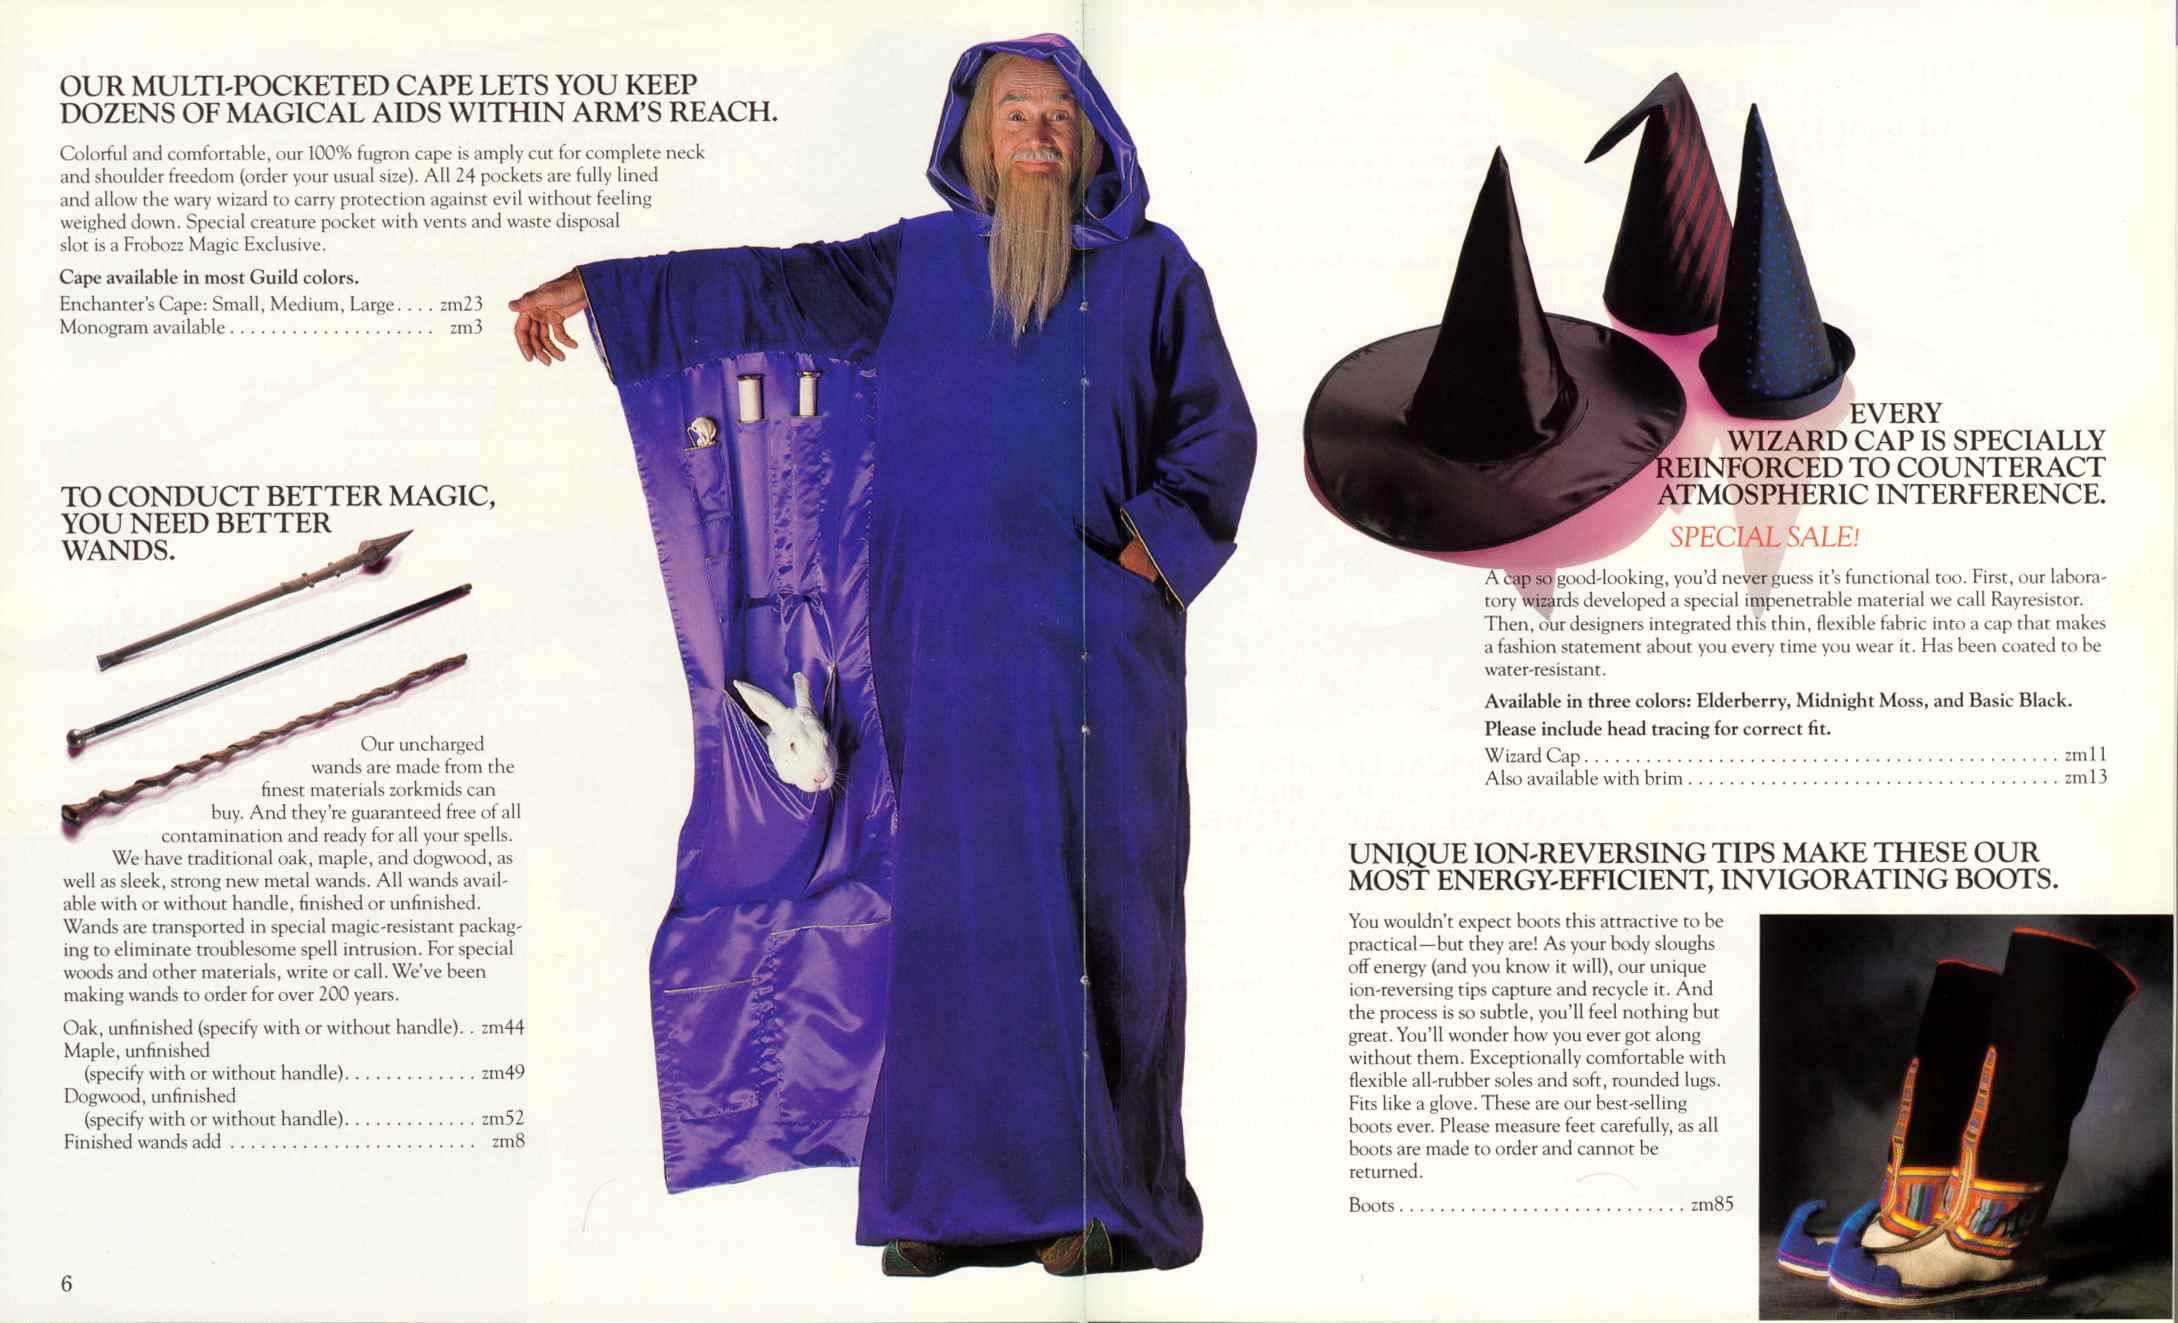 OUR MULTI-POCKETED CAPE LETS YOU KEEP
DOZENS OF MAGICAL AIDS WITHIN ARM'S REACH.
Colorful and comfortable, our 100% fugron cape is amply cut for complete neck
and shoulder freedom (order your usual size). All 24 pockets are fully lined
and allow the wary wizard to carry protection against evil without feeling
weighed down. Special creature pocket with vents and waste disposal
slot is a Frobozz Magic Exclusive.
Cape available in most Guild colors.
Enchanter's Cape: Small, Medium, Large. . . . zm23
Monogram available . . . . . . . . . . . . . . . . . . . . zm3
TO CONDUCT BETTER MAGIC,
YOU NEED BETTER
WANDS.
Our uncharged
wands are made from the
finest materials zorkmids can
buy. And they're guaranteed free of all
contamination and ready for all your spells.
We have traditional oak, maple, and dogwood, as
well as sleek, strong new metal wands. All wands avail-
able with or without handle, finished or unfinished.
Wands are transported in special magic-resistant packag-
ing to eliminate troublesome spell intrusion. For special
woods and other materials, write or call. We've been
making wands to order for over 200 years.
Oak, unfinished (specify with or without handle). . zm44
Maple, unfinished
(specify with or without handle). . . . . . . . . . . . . zm49
Dogwood, unfinished
(specify with or without handle). . . . . . . . . . . . . zm52
Finished wands add . . . . . . . . . . . . . . . . . . . . . . . . zm8
6
EVERY
WIZARD CAP IS SPECIALLY
REINFORCED TO COUNTERACT
ATMOSPHERIC INTERFERENCE.
SPECIAL SALE!
A cap so good-looking, you'd never guess it's functional too. First, our labora-
tory wizards developed a special impenetrable material we call Rayresistor.
Then, our designers integrated this thin, flexible fabric into a cap that makes
a fashion statement about you every time you wear it. Has been coated to be
water-resistant.
Available in three colors: Elderberry, Midnight Moss, and Basic Black.
Please include head tracing for correct fit.
Wizard Cap . . . . . . . . . . . . . . . . . . . . . . . . . . . . . . . . . . . . . . . . . . . . . . zm11
Also available with brim . . . . . . . . . . . . . . . . . . . . . . . . . . . . . . . . . . . . zm13
UNIQUE ION-REVERSING TIPS MAKE THESE OUR
MOST ENERGY-EFFICIENT, INVIGORATING BOOTS.
You wouldn't expect boots this attractive to be
practical—but they are! As your body sloughs
off energy (and you know it will), our unique
ion-reversing tips capture and recycle it. And
the process is so subtle, you'll feel nothing but
great. You'll wonder how you ever got along
without them. Exceptionally comfortable with
flexible all-rubber soles and soft, rounded lugs.
Fits like a glove. These are our best-selling
boots ever. Please measure feet carefully, as all
boots are made to order and cannot be
returned.
Boots . . . . . . . . . . . . . . . . . . . . . . . . . . . . zm85